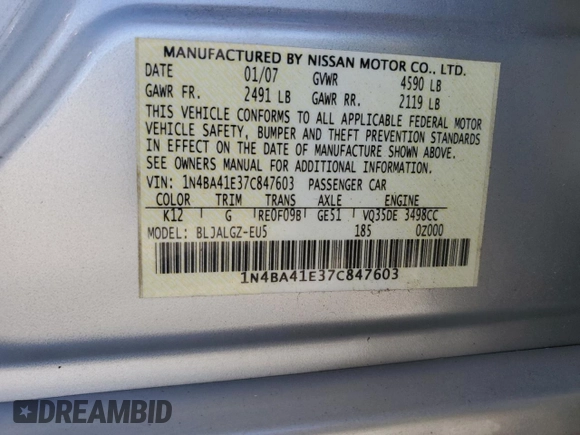 MANUFACTURED BY NISSAN MOTOR CO., LTD.
DATE 01/07 GVWR 4590 LB
GAWR FR. 2491 LB GAWR RR. 2119 LB
THIS VEHICLE CONFORMS TO ALL APPLICABLE FEDERAL MOTOR
VEHICLE SAFETY, BUMPER AND THEFT PREVENTION STANDARDS
IN EFFECT ON THE DATE OF MANUFACTURE SHOWN ABOVE.
SEE OWNERS MANUAL FOR ADDITIONAL INFORMATION.
VIN: 1N4BA41E37C847603 PASSENGER CAR
COLOR TRIM TRANS AXLE ENGINE
K12 G RE0F09B GE51 VQ35DE 3498CC
MODEL: BLJALGZ-EU5 185 0Z000
1N4BA41E37C847603
DREAMBID